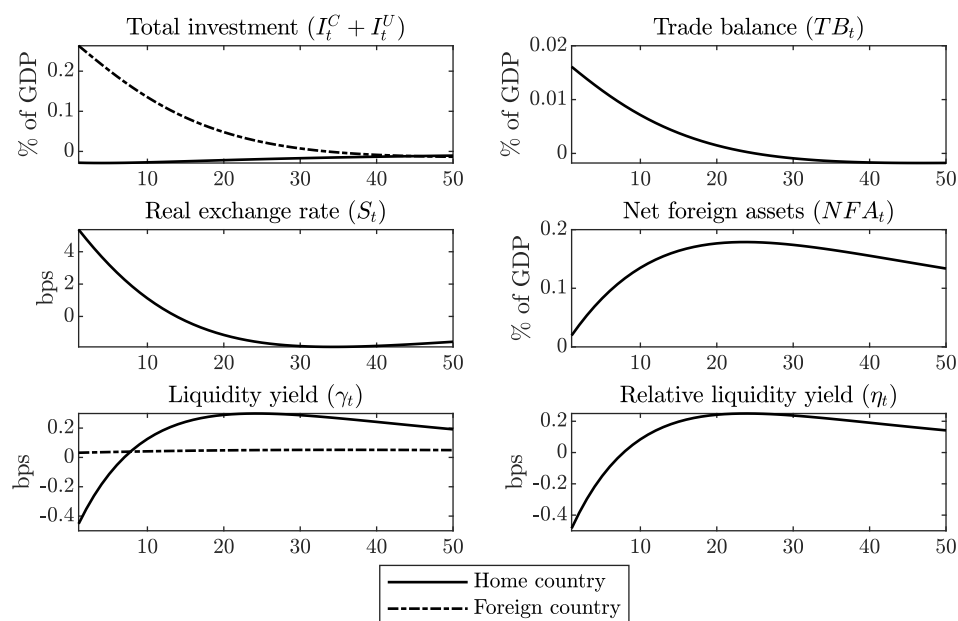 Total investment (I_t^C + I_t^U)
% of GDP
0.2
0.1
0
10 20 30 40 50
Trade balance (TB_t)
% of GDP
0.02
0.01
0
10 20 30 40 50
Real exchange rate (S_t)
bps
4
2
0
10 20 30 40 50
Net foreign assets (NFA_t)
% of GDP
0.2
0.1
0
10 20 30 40 50
Liquidity yield (γ_t)
bps
0.2
0
-0.2
-0.4
10 20 30 40 50
Relative liquidity yield (η_t)
bps
0.2
0
-0.2
-0.4
10 20 30 40 50
Home country
Foreign country